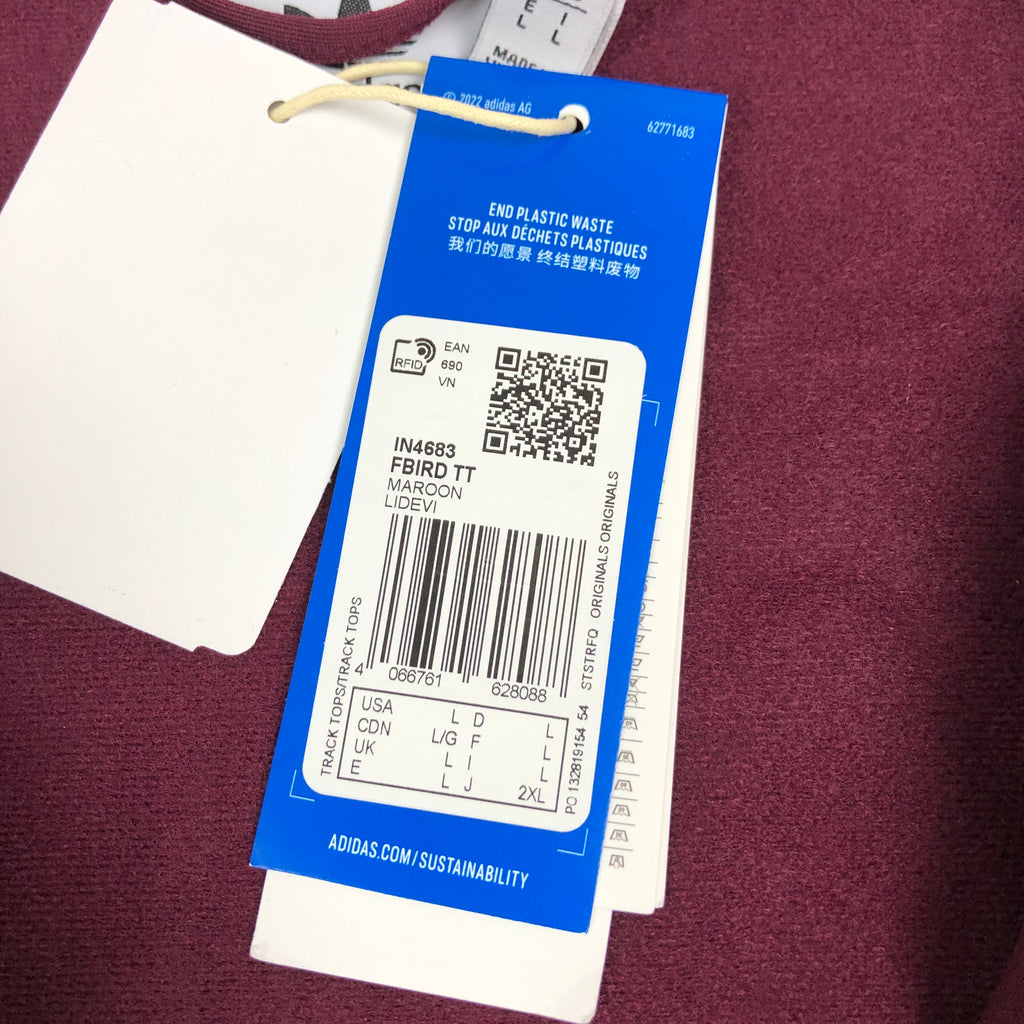 E I
L L
Made
© 2022 adidas AG
62771683
END PLASTIC WASTE
STOP AUX DÉCHETS PLASTIQUES
我们的愿景 终结塑料废物
RFID
EAN
690
VN
IN4683
FBIRD TT
MAROON
LIDEVI
4 066761 628088
TRACK TOPS/TRACK TOPS
PO 132819154 54 STSTRFQ ORIGINALS ORIGINALS
USA L D L
CDN L/G F L
UK L I L
E L J 2XL
ADIDAS.COM/SUSTAINABILITY